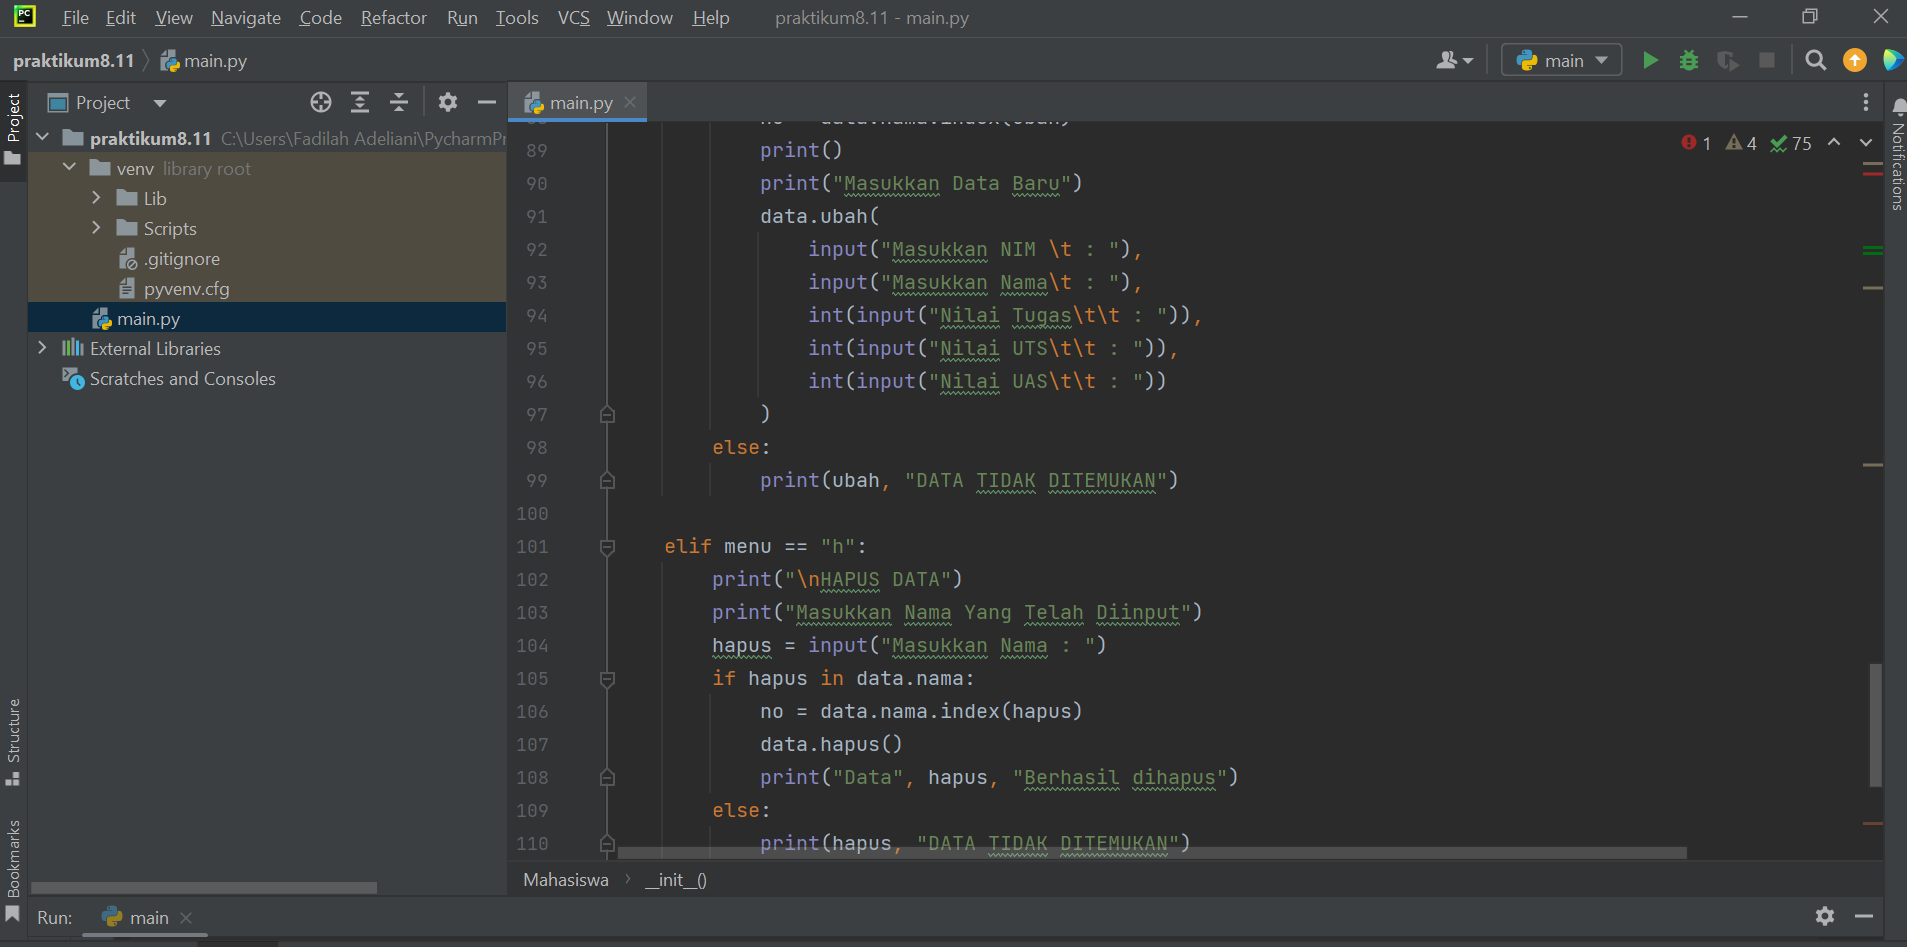 File Edit View Navigate Code Refactor Run Tools VCS Window Help praktikum8.11 - main.py
praktikum8.11 main.py
main
Project
Project
main.py
praktikum8.11 C:\Users\Fadilah Adeliani\PycharmPr
venv library root
Lib
Scripts
.gitignore
pyvenv.cfg
main.py
External Libraries
Scratches and Consoles
Structure
Bookmarks
Notifications
1 4 75
no = data.nama.index(ubah)
89 print()
90 print("Masukkan Data Baru")
91 data.ubah(
92 input("Masukkan NIM \t : "),
93 input("Masukkan Nama\t : "),
94 int(input("Nilai Tugas\t\t : ")),
95 int(input("Nilai UTS\t\t : ")),
96 int(input("Nilai UAS\t\t : "))
97 )
98 else:
99 print(ubah, "DATA TIDAK DITEMUKAN")
100
101 elif menu == "h":
102 print("\nHAPUS DATA")
103 print("Masukkan Nama Yang Telah Diinput")
104 hapus = input("Masukkan Nama : ")
105 if hapus in data.nama:
106 no = data.nama.index(hapus)
107 data.hapus()
108 print("Data", hapus, "Berhasil dihapus")
109 else:
110 print(hapus, "DATA TIDAK DITEMUKAN")
Mahasiswa __init__()
Run: main